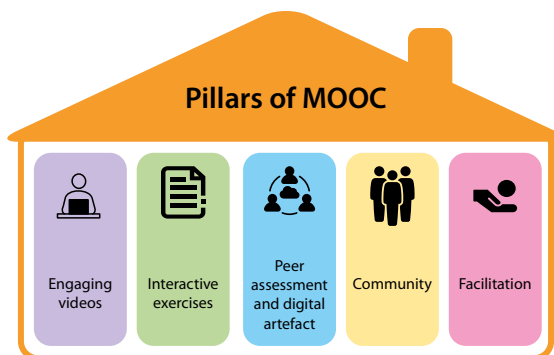 Pillars of MOOC
Engaging
videos
Interactive
exercises
Peer
assessment
and digital
artefact
Community
Facilitation